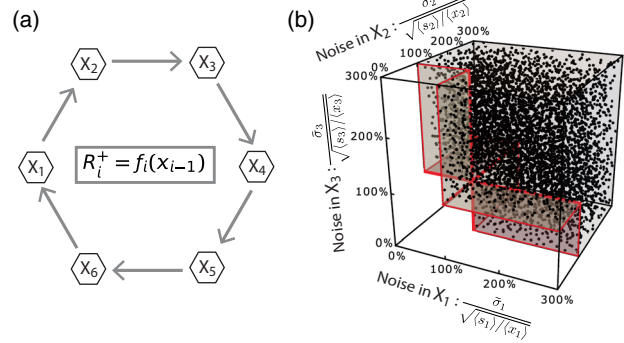 (a)
X₂
X₃
X₁
R_i^+ = f_i(x_{i-1})
X₄
X₆
X₅
(b)
Noise in X₂ : σ̃₂ / √(⟨s₂⟩/⟨x₂⟩)
0% 100% 200% 300%
Noise in X₃ : σ̃₃ / √(⟨s₃⟩/⟨x₃⟩)
300%
200%
100%
0%
0% 100% 200% 300%
Noise in X₁ : σ̃₁ / √(⟨s₁⟩/⟨x₁⟩)